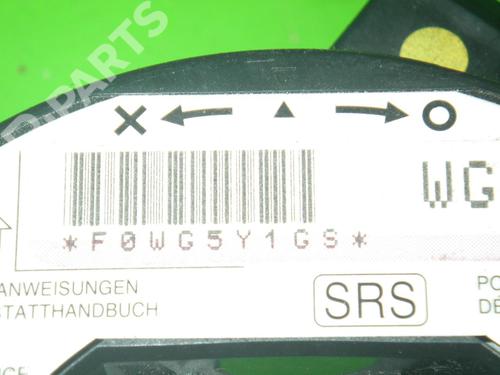 WG
*F0WG5Y1GS*
ANWEISUNGEN
STATTHANDBUCH
SRS
PO
DE
D-PARTS